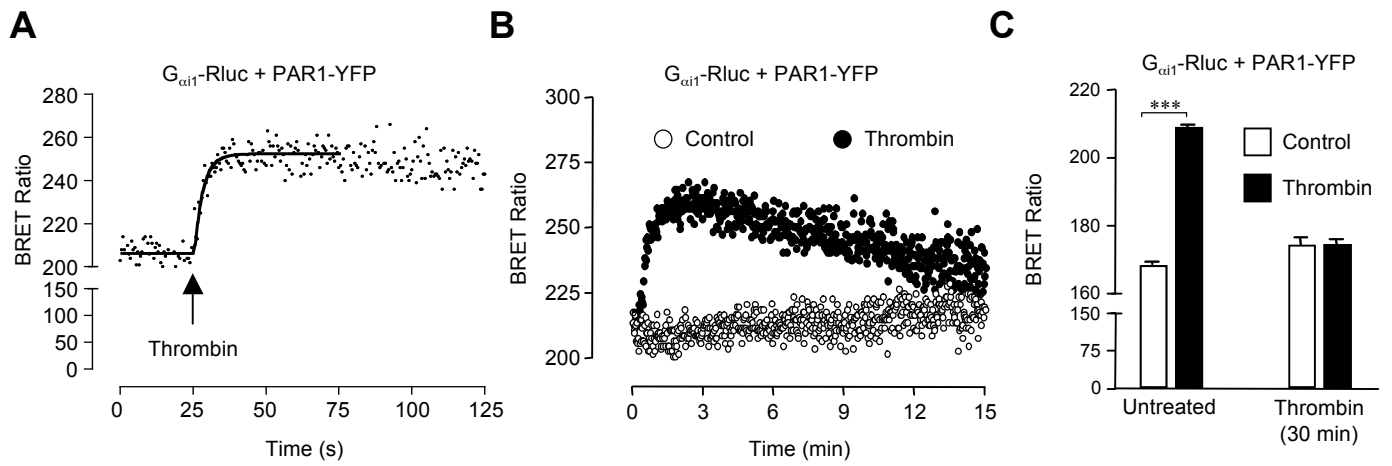 A
G_αi1-Rluc + PAR1-YFP
BRET Ratio
280
260
240
220
200
150
100
50
0
Thrombin
0 25 50 75 100 125
Time (s)
B
G_αi1-Rluc + PAR1-YFP
Control Thrombin
BRET Ratio
300
275
250
225
200
0 3 6 9 12 15
Time (min)
C
G_αi1-Rluc + PAR1-YFP
***
Control
Thrombin
BRET Ratio
220
200
180
160
150
75
0
Untreated Thrombin
(30 min)